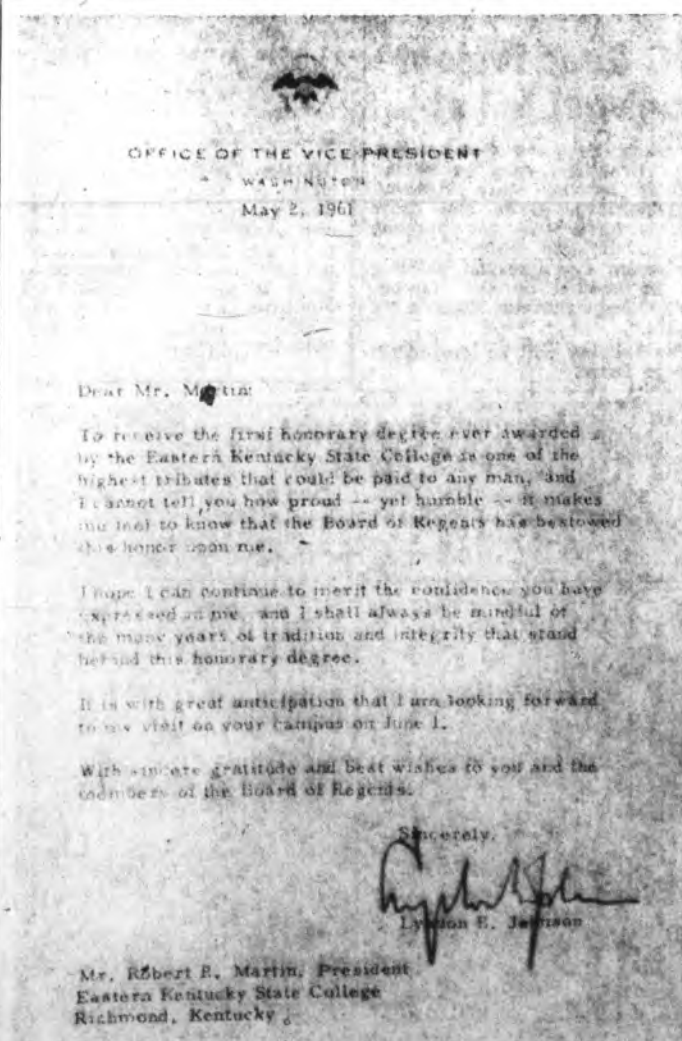 OFFICE OF THE VICE PRESIDENT
WASHINGTON
May 2, 1961
Dear Mr. Martin:
To receive the first honorary degree ever awarded
by the Eastern Kentucky State College is one of the
highest tributes that could be paid to any man, and
I cannot tell you how proud -- yet humble -- it makes
me feel to know that the Board of Regents has bestowed
this honor upon me.
I hope I can continue to merit the confidence you have
expressed in me, and I shall always be mindful of
the many years of tradition and integrity that stand
behind this honorary degree.
It is with great anticipation that I am looking forward
to my visit on your campus on June 1.
With sincere gratitude and best wishes to you and the
members of the Board of Regents.
Sincerely,
Lyndon B. Johnson
Mr. Robert R. Martin, President
Eastern Kentucky State College
Richmond, Kentucky